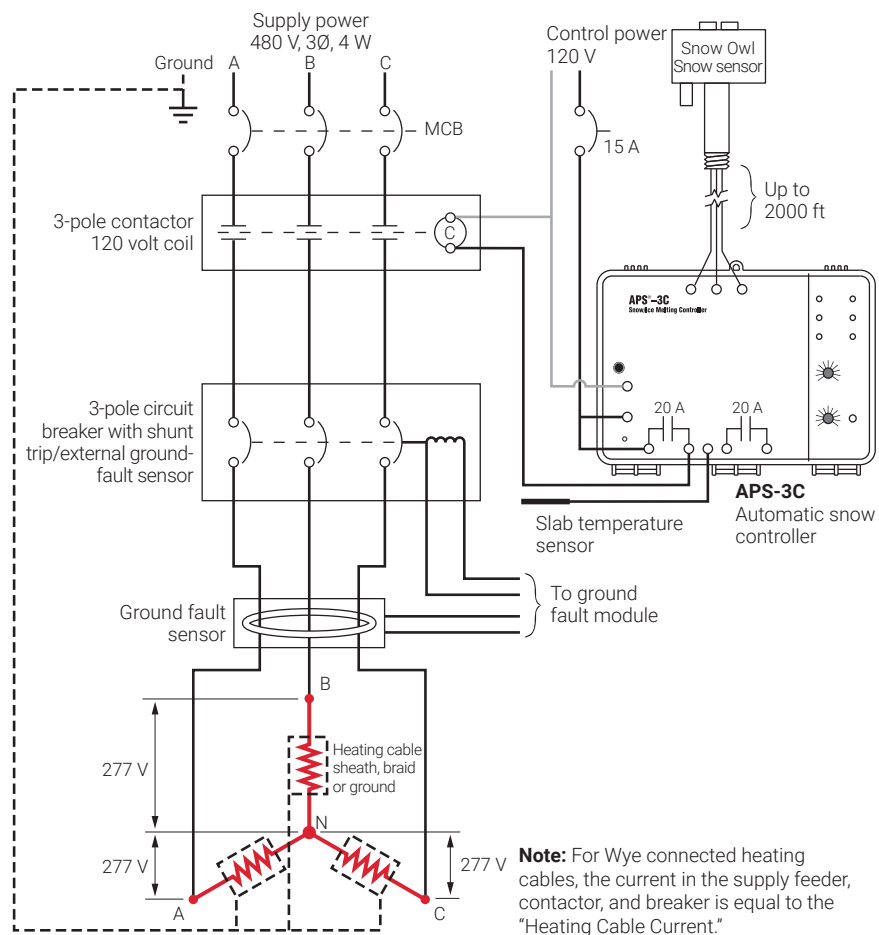 Supply power
480 V, 3Ø, 4 W
Ground
A
B
C
MCB
Control power
120 V
15 A
Snow Owl
Snow sensor
Up to
2000 ft
3-pole contactor
120 volt coil
C
APS®-3C
Snow/Ice Melting Controller
20 A
20 A
APS-3C
Automatic snow
controller
Slab temperature
sensor
3-pole circuit
breaker with shunt
trip/external ground-
fault sensor
To ground
fault module
Ground fault
sensor
B
277 V
Heating cable
sheath, braid
or ground
N
277 V
277 V
A
C
Note: For Wye connected heating
cables, the current in the supply feeder,
contactor, and breaker is equal to the
“Heating Cable Current.”